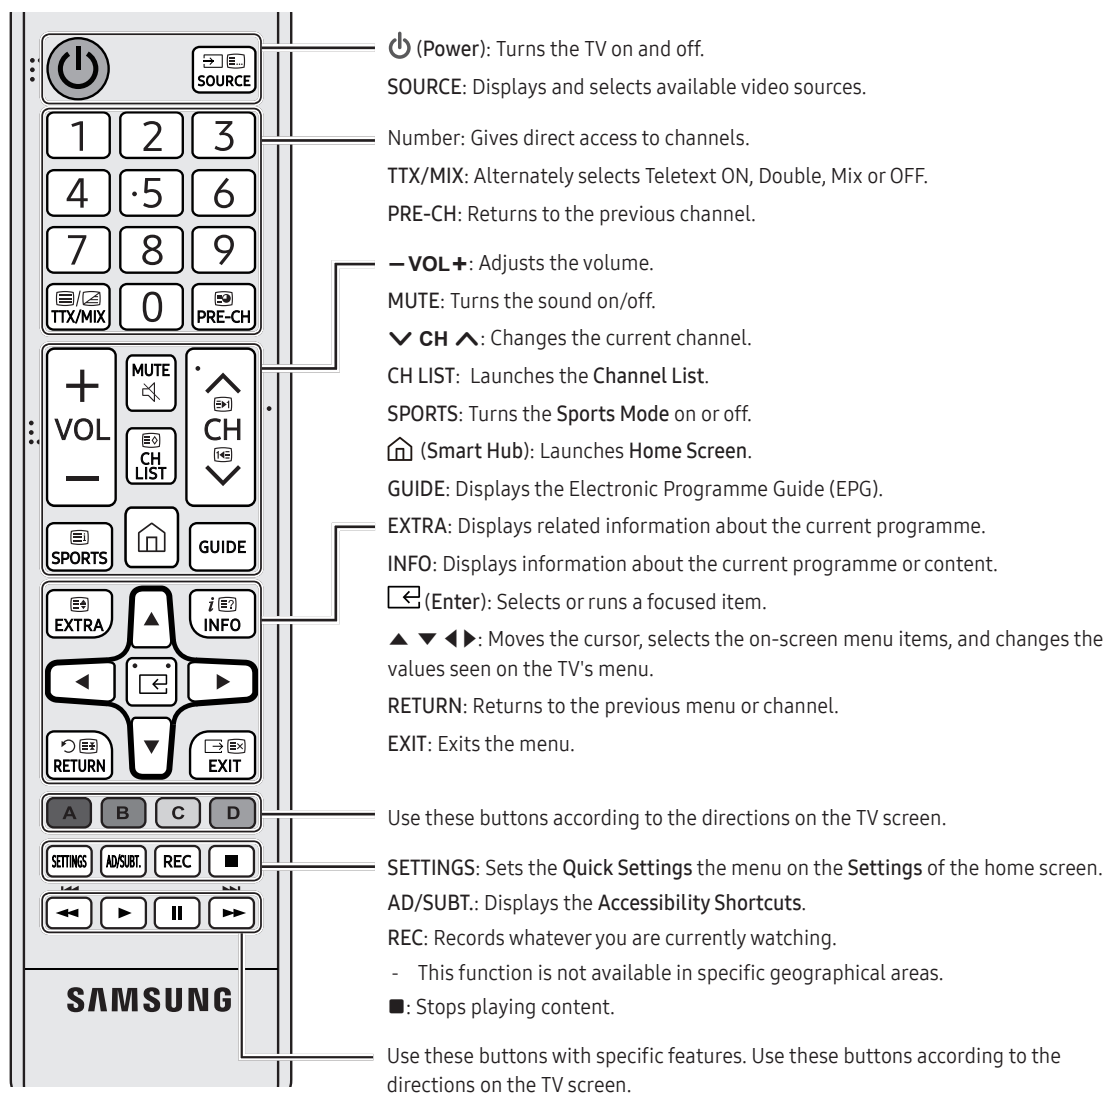 SOURCE
1 2 3
4 ·5 6
7 8 9
TTX/MIX 0 PRE-CH
+ VOL −
MUTE
CH LIST
CH
SPORTS
GUIDE
EXTRA
i INFO
RETURN
EXIT
A B C D
SETTINGS AD/SUBT. REC
SAMSUNG
(Power): Turns the TV on and off.
SOURCE: Displays and selects available video sources.
Number: Gives direct access to channels.
TTX/MIX: Alternately selects Teletext ON, Double, Mix or OFF.
PRE-CH: Returns to the previous channel.
− VOL +: Adjusts the volume.
MUTE: Turns the sound on/off.
CH : Changes the current channel.
CH LIST: Launches the Channel List.
SPORTS: Turns the Sports Mode on or off.
(Smart Hub): Launches Home Screen.
GUIDE: Displays the Electronic Programme Guide (EPG).
EXTRA: Displays related information about the current programme.
INFO: Displays information about the current programme or content.
(Enter): Selects or runs a focused item.
▲ ▼ ◀ ▶: Moves the cursor, selects the on-screen menu items, and changes the
values seen on the TV's menu.
RETURN: Returns to the previous menu or channel.
EXIT: Exits the menu.
Use these buttons according to the directions on the TV screen.
SETTINGS: Sets the Quick Settings the menu on the Settings of the home screen.
AD/SUBT.: Displays the Accessibility Shortcuts.
REC: Records whatever you are currently watching.
- This function is not available in specific geographical areas.
■: Stops playing content.
Use these buttons with specific features. Use these buttons according to the
directions on the TV screen.